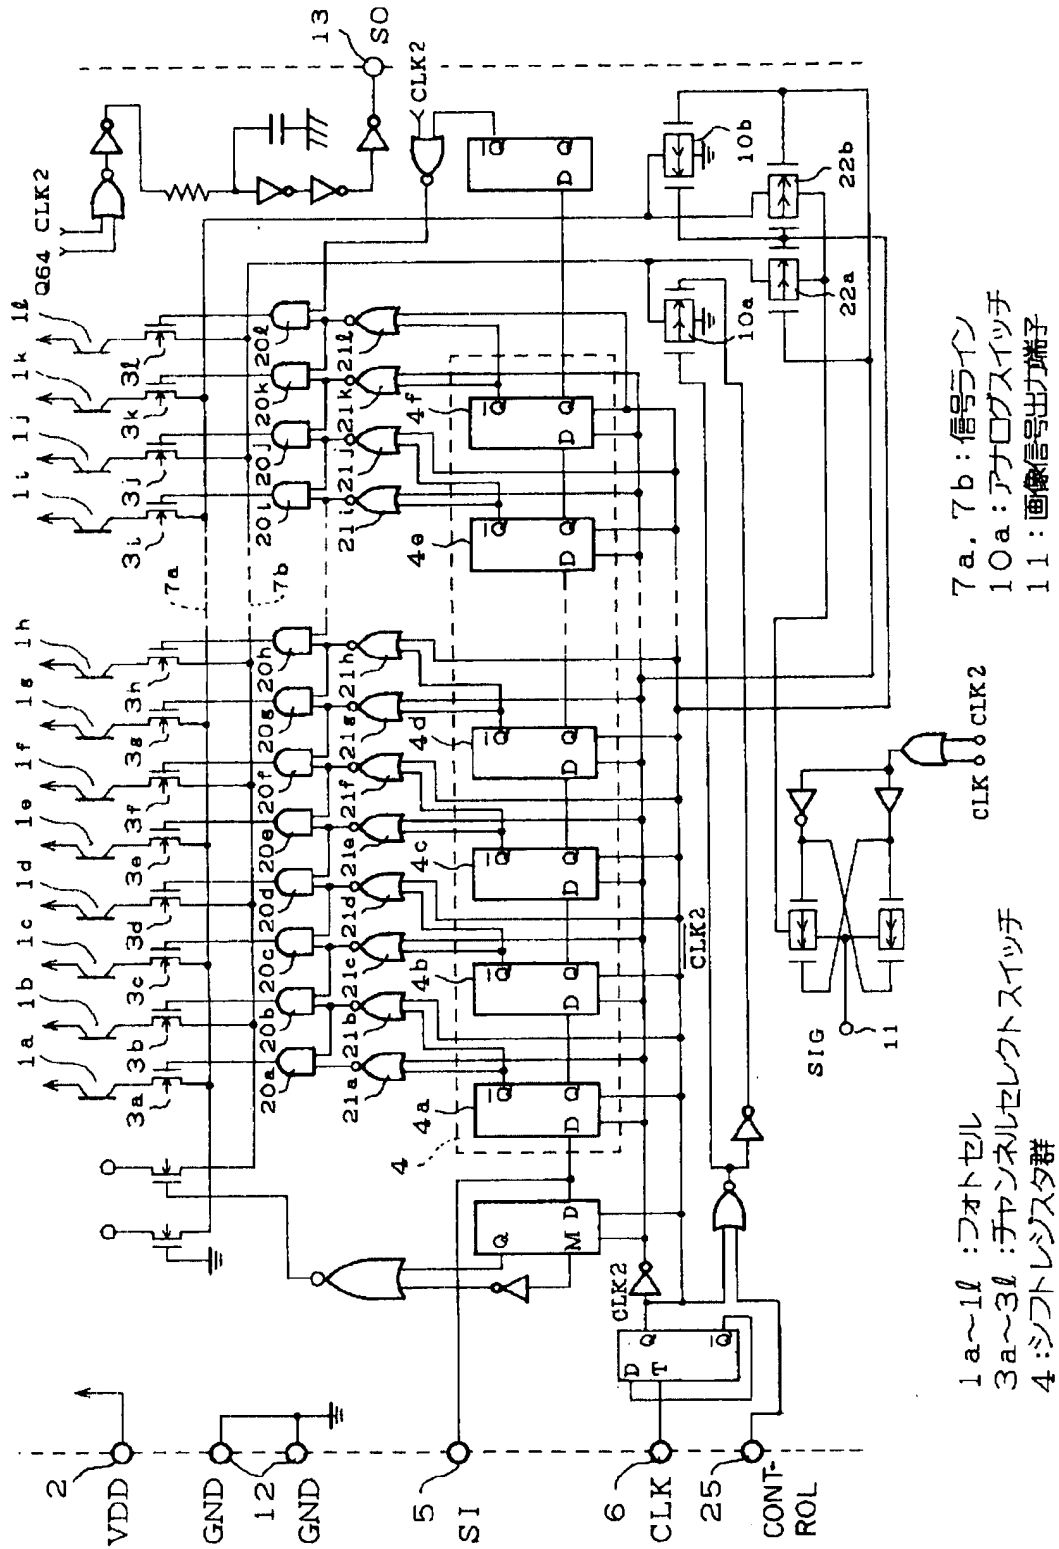 1a 1b 1c 1d 1e 1f 1g 1h 1i 1j 1k 1ℓ
Q64 CLK2
13
SO
3a 3b 3c 3d 3e 3f 3g 3h 3i 3j 3k 3ℓ
7a
7b
2
VDD
GND
12
GND
20a 20b 20c 20d 20e 20f 20g 20h 20i 20j 20k 20ℓ
21a 21b 21c 21d 21e 21f 21g 21h 21i 21j 21k 21ℓ
CLK2
4
4a 4b 4c 4d 4e 4f
Q M D
D Q Q̅
D Q Q̅
D Q Q̅
D Q Q̅
D Q Q̅
D Q Q̅
D Q Q̅
5
SI
6
CLK
25
CONT-
ROL
D T Q Q̅
CLK2
C̅L̅K̅2̅
10a
10b
22a
22b
SIG
11
CLK CLK2
1a~1ℓ:フォトセル
3a~3ℓ:チャンネルセレクトスイッチ
4:シフトレジスタ群
7a,7b:信号ライン
10a:アナログスイッチ
11:画像信号出力端子